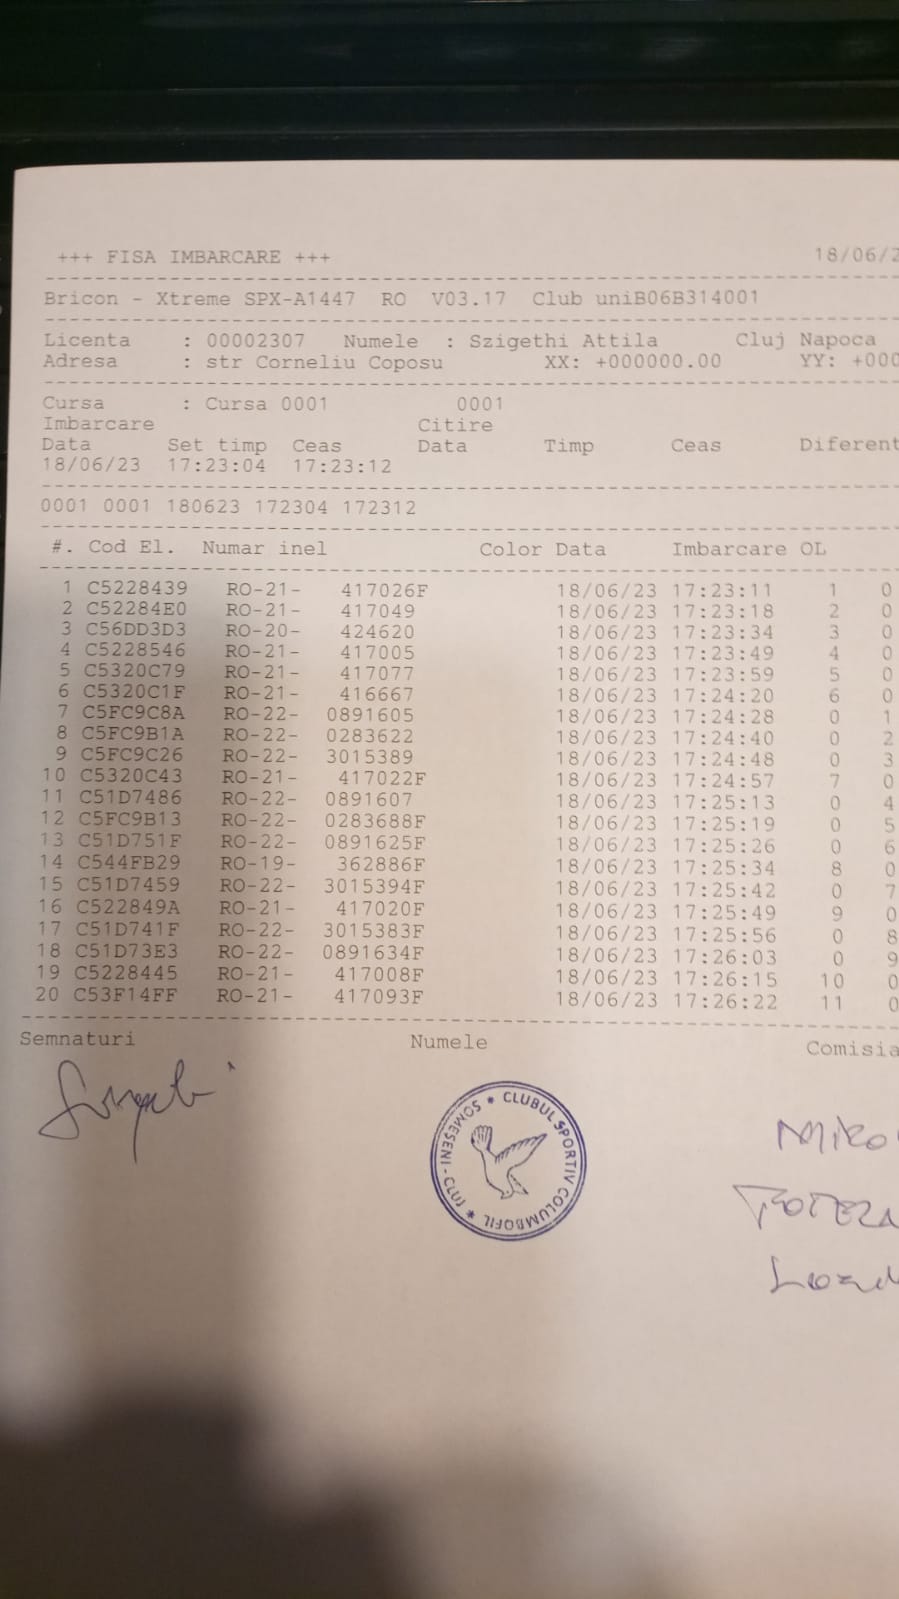 +++ FISA IMBARCARE +++ 18/06/2
Bricon - Xtreme SPX-A1447 RO V03.17 Club uniB06B314001
Licenta : 00002307 Numele : Szigethi Attila Cluj Napoca
Adresa : str Corneliu Coposu XX: +000000.00 YY: +000
Cursa : Cursa 0001 0001
Imbarcare Citire
Data Set timp Ceas Data Timp Ceas Diferent
18/06/23 17:23:04 17:23:12
0001 0001 180623 172304 172312
#. Cod El. Numar inel Color Data Imbarcare OL
1 C5228439 RO-21- 417026F 18/06/23 17:23:11 1 0
2 C52284E0 RO-21- 417049 18/06/23 17:23:18 2 0
3 C56DD3D3 RO-20- 424620 18/06/23 17:23:34 3 0
4 C5228546 RO-21- 417005 18/06/23 17:23:49 4 0
5 C5320C79 RO-21- 417077 18/06/23 17:23:59 5 0
6 C5320C1F RO-21- 416667 18/06/23 17:24:20 6 0
7 C5FC9C8A RO-22- 0891605 18/06/23 17:24:28 0 1
8 C5FC9B1A RO-22- 0283622 18/06/23 17:24:40 0 2
9 C5FC9C26 RO-22- 3015389 18/06/23 17:24:48 0 3
10 C5320C43 RO-21- 417022F 18/06/23 17:24:57 7 0
11 C51D7486 RO-22- 0891607 18/06/23 17:25:13 0 4
12 C5FC9B13 RO-22- 0283688F 18/06/23 17:25:19 0 5
13 C51D751F RO-22- 0891625F 18/06/23 17:25:26 0 6
14 C544FB29 RO-19- 362886F 18/06/23 17:25:34 8 0
15 C51D7459 RO-22- 3015394F 18/06/23 17:25:42 0 7
16 C522849A RO-21- 417020F 18/06/23 17:25:49 9 0
17 C51D741F RO-22- 3015383F 18/06/23 17:25:56 0 8
18 C51D73E3 RO-22- 0891634F 18/06/23 17:26:03 0 9
19 C5228445 RO-21- 417008F 18/06/23 17:26:15 10 0
20 C53F14FF RO-21- 417093F 18/06/23 17:26:22 11 0
Semnaturi Numele Comisia
* CLUBUL SPORTIV COLUMBOFIL * SOMESENI - CLUJ